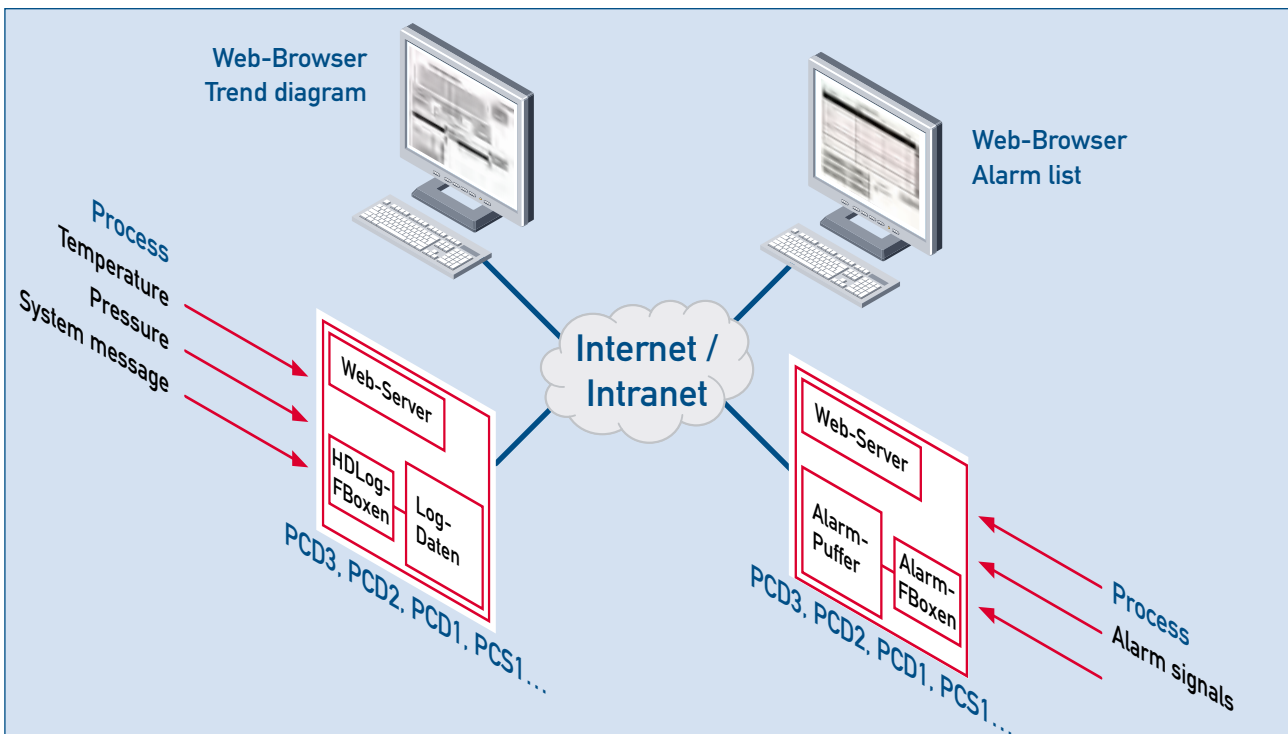 Web-Browser
Trend diagram
Web-Browser
Alarm list
Process
Temperature
Pressure
System message
Internet /
Intranet
Web-Server
HDLog-
FBoxen
Log-
Daten
PCD3, PCD2, PCD1, PCS1...
Web-Server
Alarm-
Puffer
Alarm-
FBoxen
PCD3, PCD2, PCD1, PCS1...
Process
Alarm signals